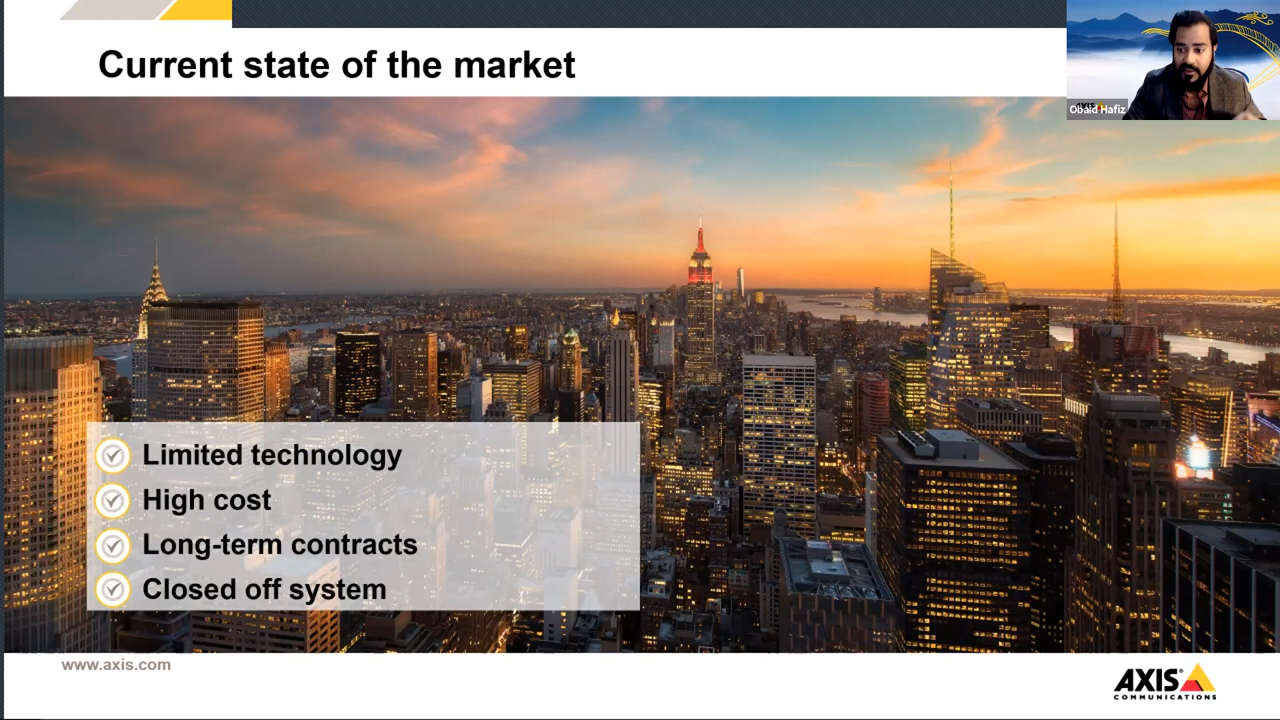 Current state of the market
Obaid Hafiz
Limited technology
High cost
Long-term contracts
Closed off system
www.axis.com
AXIS
COMMUNICATIONS